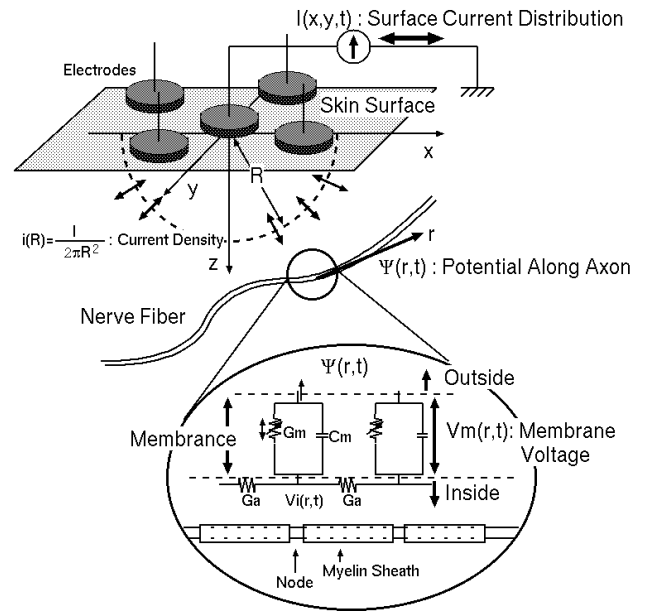 I(x,y,t) : Surface Current Distribution
Electrodes
Skin Surface
x
R
y
i(R)= I / 2πR² : Current Density
z
r
Ψ(r,t) : Potential Along Axon
Nerve Fiber
Ψ(r,t)
Outside
Gm
Cm
Membrance
Vm(r,t): Membrane
Voltage
Inside
Ga
Vi(r,t)
Ga
Node
Myelin Sheath